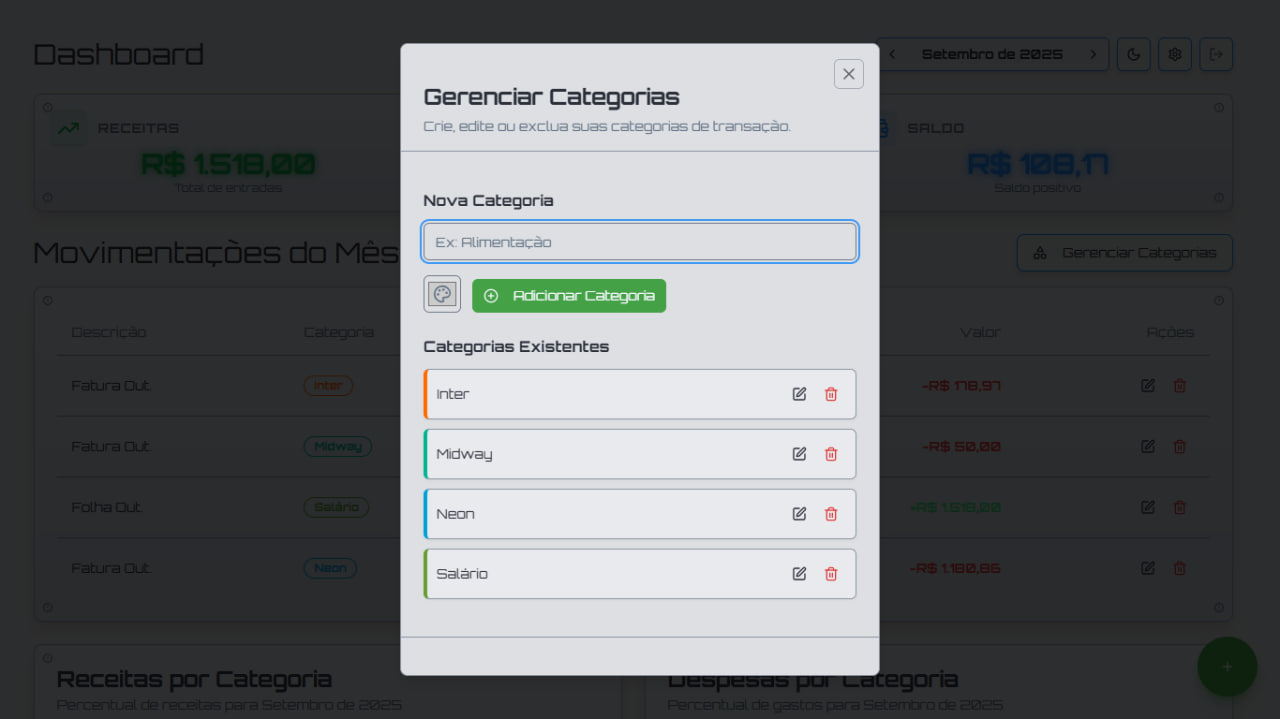 Dashboard
Setembro de 2025
Gerenciar Categorias
Crie, edite ou exclua suas categorias de transação.
RECEITAS
SALDO
R$ 1.518,00
R$ 108,17
Total de entradas
Saldo positivo
Nova Categoria
Ex: Alimentação
Movimentações do Mês
Gerenciar Categorias
Adicionar Categoria
Descrição Categoria Valor Ações
Categorias Existentes
Fatura Out. Inter -R$ 178,97
Inter
Fatura Out. Midway -R$ 50,00
Midway
Folha Out. Salário +R$ 1.518,00
Neon
Fatura Out. Neon -R$ 1.180,86
Salário
Receitas por Categoria
Percentual de receitas para Setembro de 2025
Despesas por Categoria
Percentual de gastos para Setembro de 2025